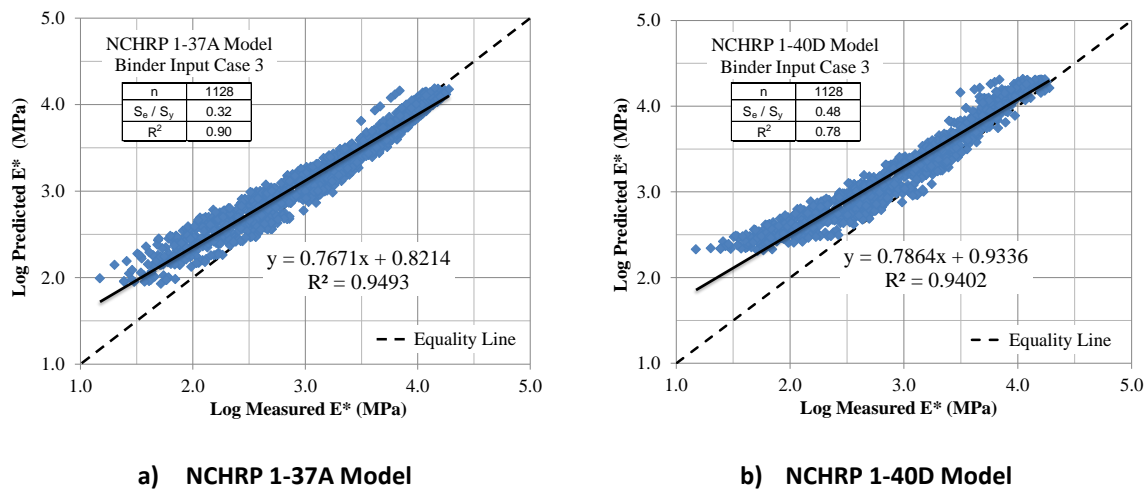 NCHRP 1-37A Model
Binder Input Case 3
n 1128
Se / Sy 0.32
R² 0.90
y = 0.7671x + 0.8214
R² = 0.9493
Equality Line
5.0
4.0
3.0
2.0
1.0
1.0 2.0 3.0 4.0 5.0
Log Predicted E* (MPa)
Log Measured E* (MPa)
a) NCHRP 1-37A Model
NCHRP 1-40D Model
Binder Input Case 3
n 1128
Se / Sy 0.48
R² 0.78
y = 0.7864x + 0.9336
R² = 0.9402
Equality Line
5.0
4.0
3.0
2.0
1.0
1.0 2.0 3.0 4.0 5.0
Log Predicted E* (MPa)
Log Measured E* (MPa)
b) NCHRP 1-40D Model